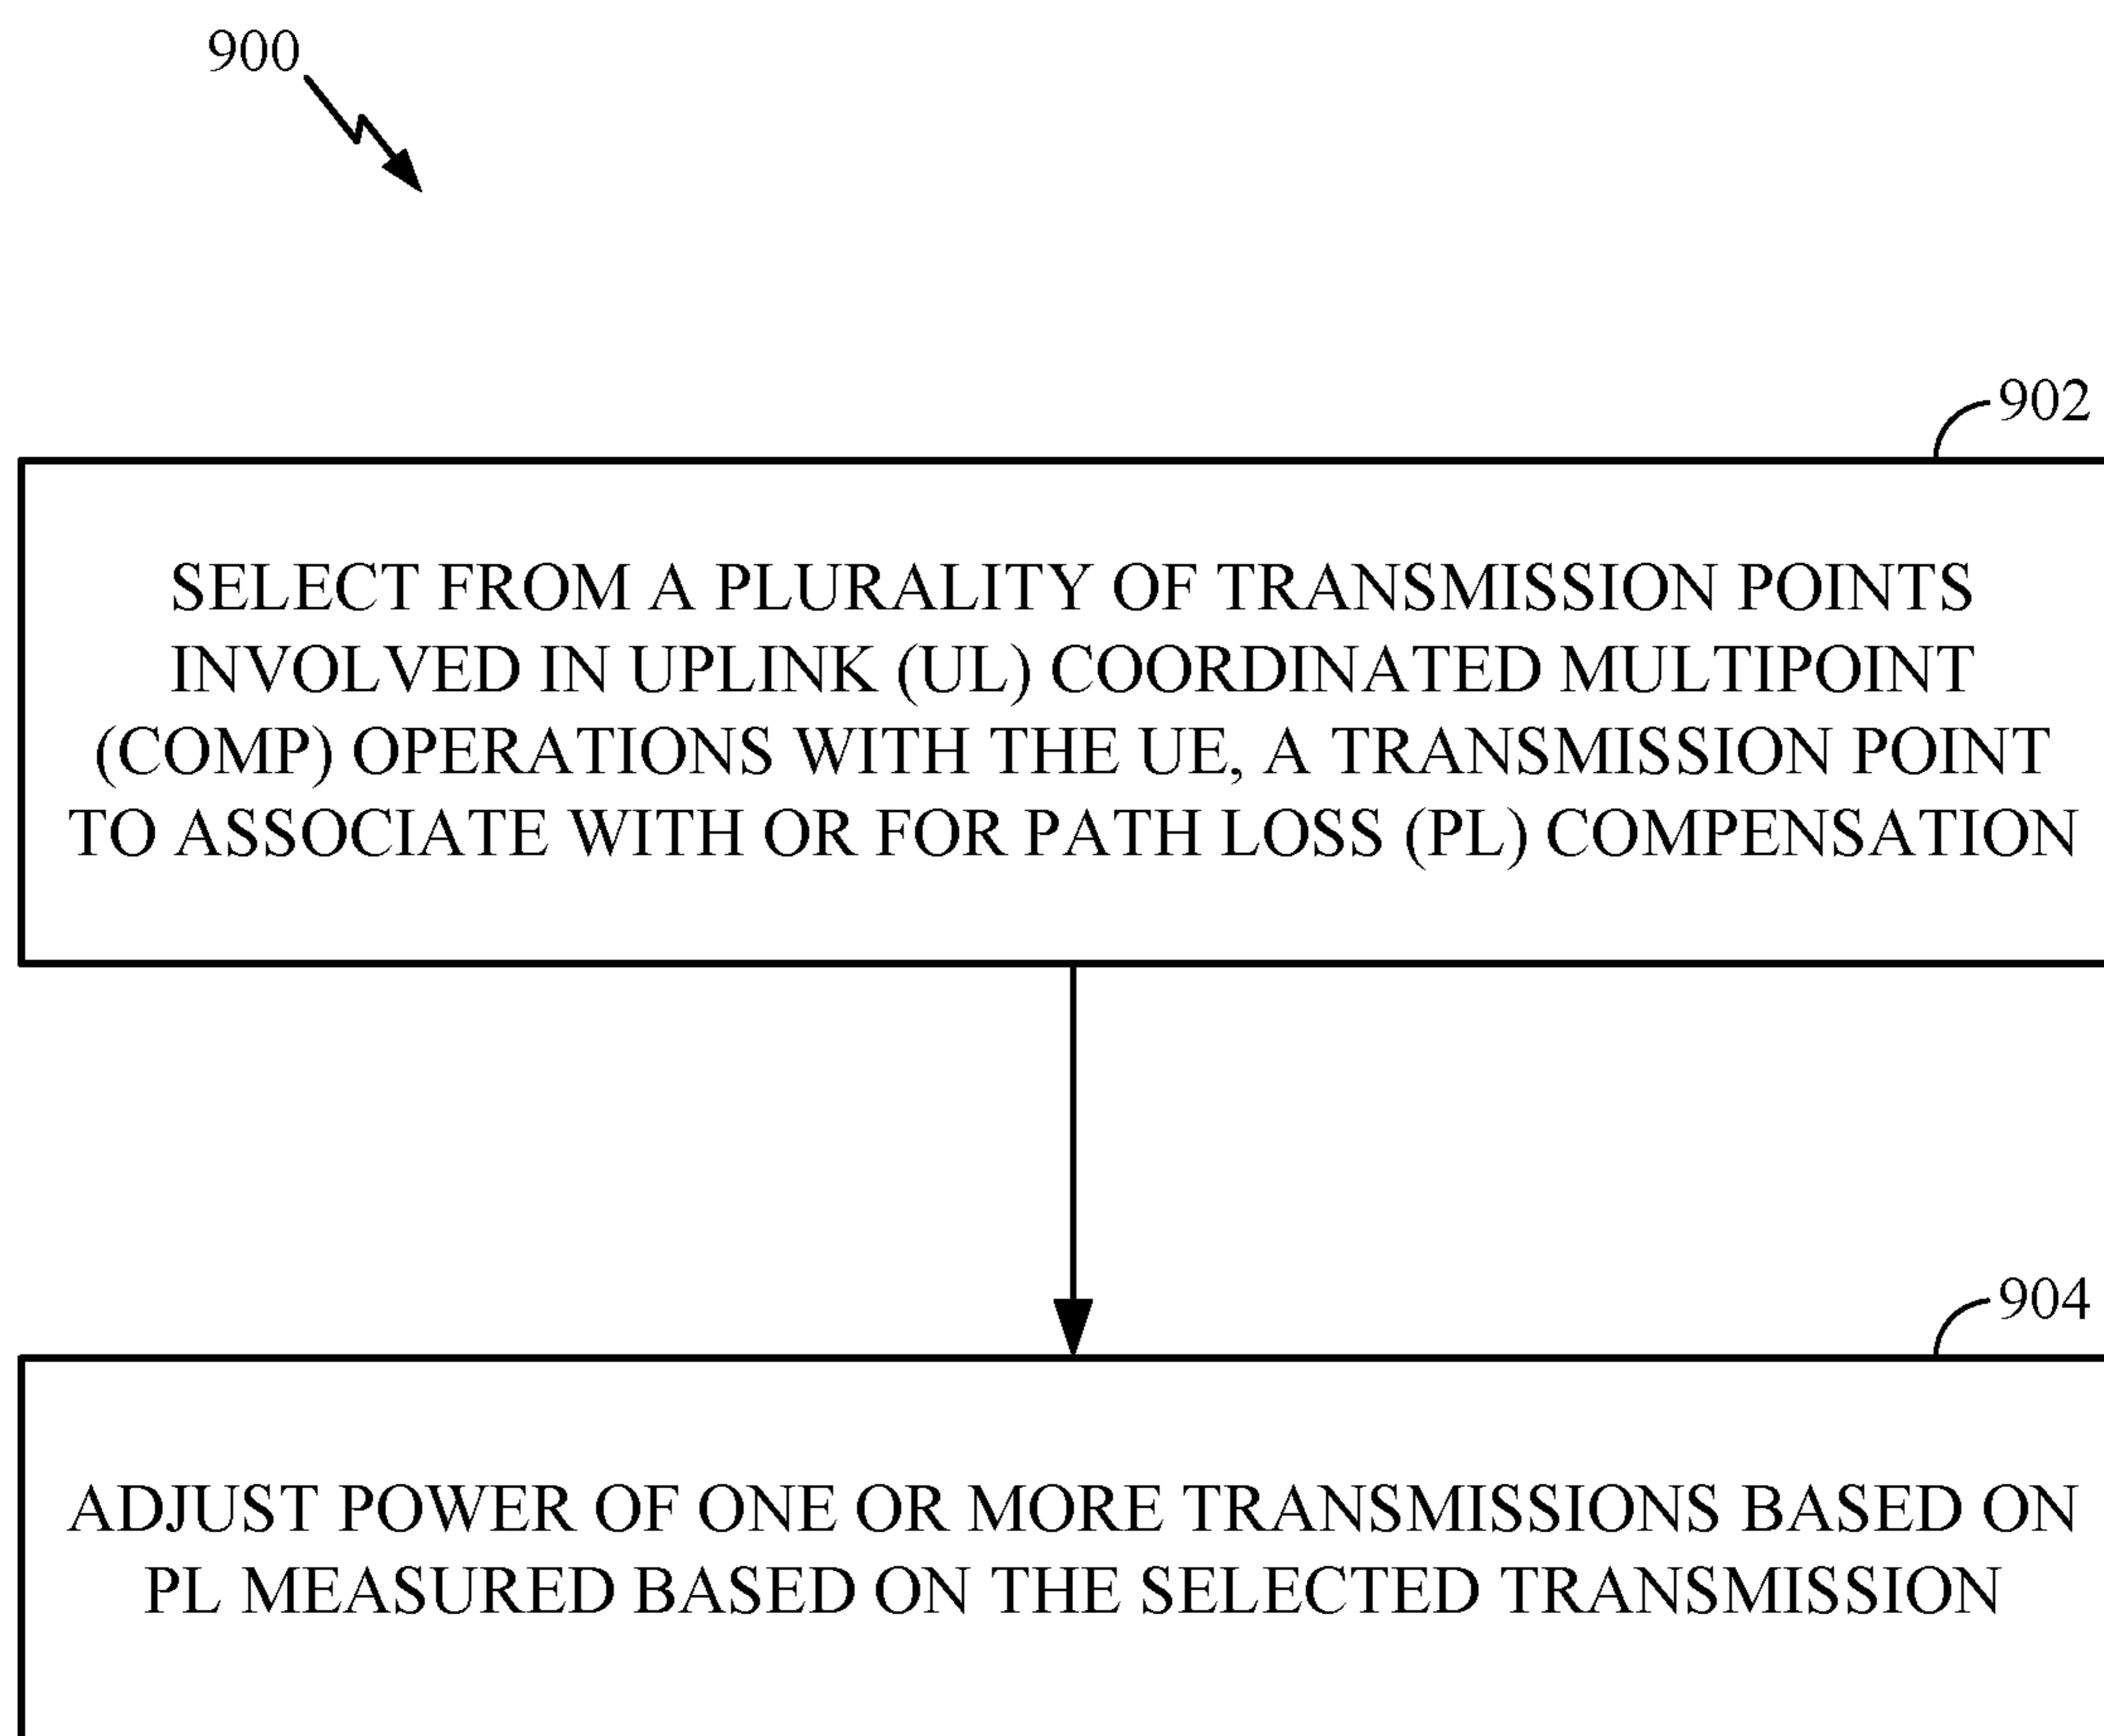 900
902
SELECT FROM A PLURALITY OF TRANSMISSION POINTS
INVOLVED IN UPLINK (UL) COORDINATED MULTIPOINT
(COMP) OPERATIONS WITH THE UE, A TRANSMISSION POINT
TO ASSOCIATE WITH OR FOR PATH LOSS (PL) COMPENSATION
904
ADJUST POWER OF ONE OR MORE TRANSMISSIONS BASED ON
PL MEASURED BASED ON THE SELECTED TRANSMISSION